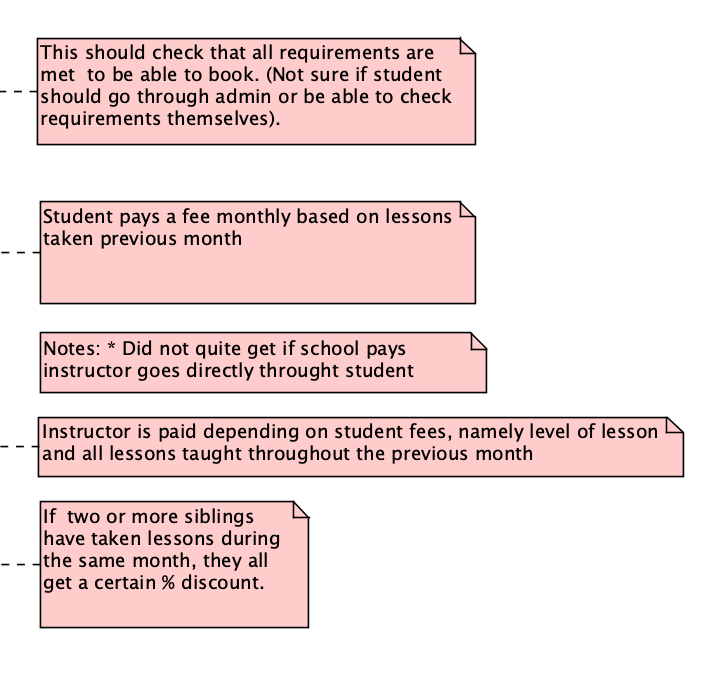 This should check that all requirements are
met  to be able to book. (Not sure if student
should go through admin or be able to check
requirements themselves).
Student pays a fee monthly based on lessons
taken previous month
Notes: * Did not quite get if school pays
instructor goes directly throught student
Instructor is paid depending on student fees, namely level of lesson
and all lessons taught throughout the previous month
If  two or more siblings
have taken lessons during
the same month, they all
get a certain % discount.